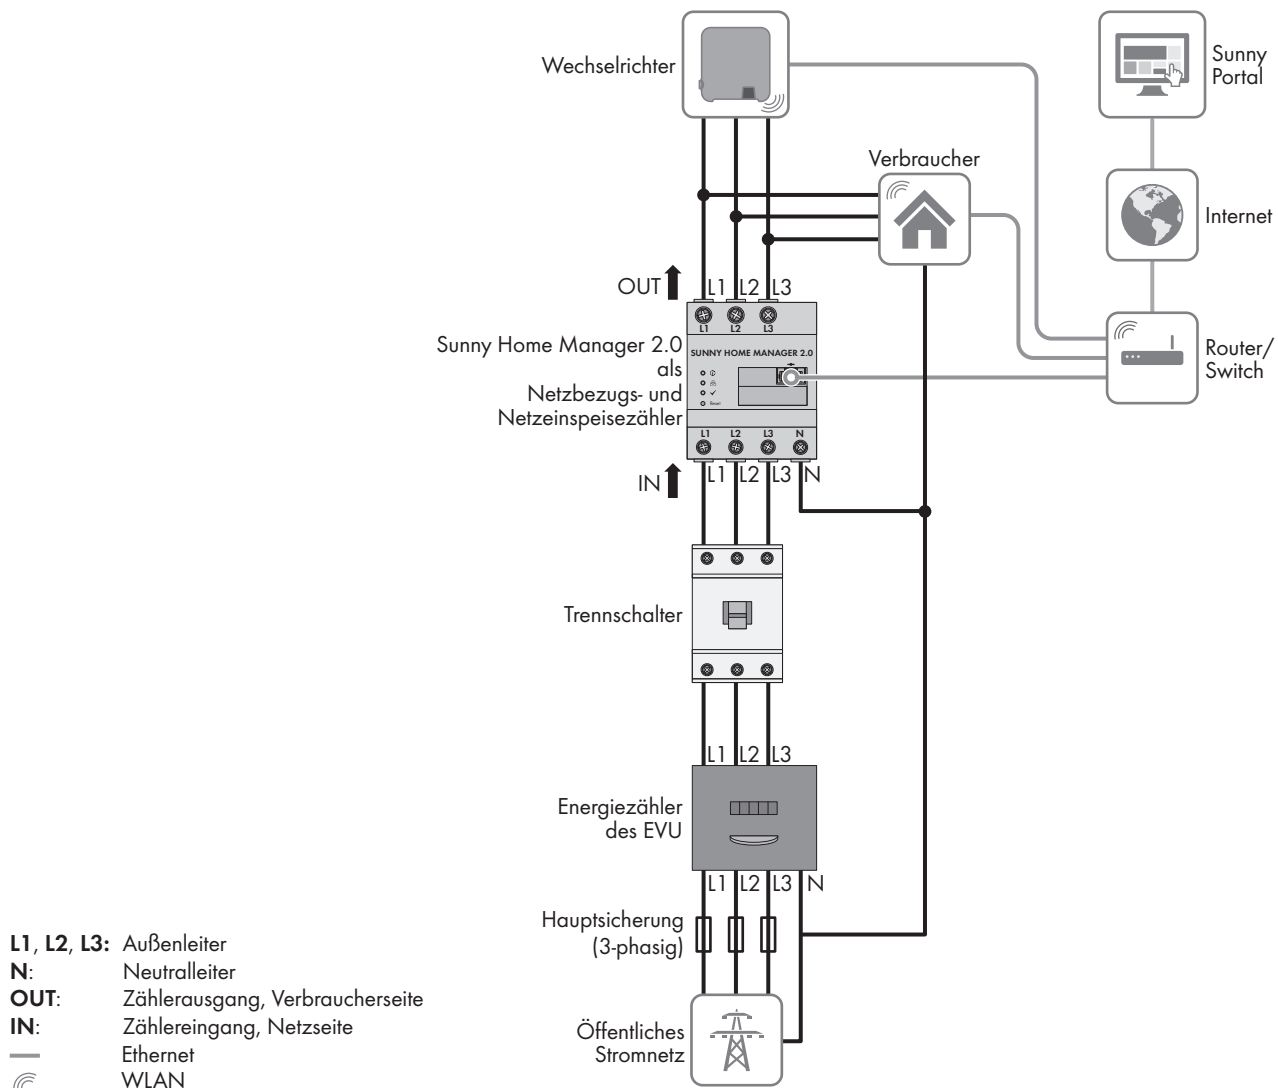 Wechselrichter
Sunny
Portal
Verbraucher
Internet
OUT
L1 L2 L3
L1 L2 L3
Sunny Home Manager 2.0
als
Netzbezugs- und
Netzeinspeisezähler
SUNNY HOME MANAGER 2.0
Reset
Router/
Switch
L1 L2 L3 N
IN
L1 L2 L3 N
Trennschalter
L1 L2 L3
Energiezähler
des EVU
L1 L2 L3 N
Hauptsicherung
(3-phasig)
Öffentliches
Stromnetz
L1, L2, L3: Außenleiter
N: Neutralleiter
OUT: Zählerausgang, Verbraucherseite
IN: Zählereingang, Netzseite
Ethernet
WLAN